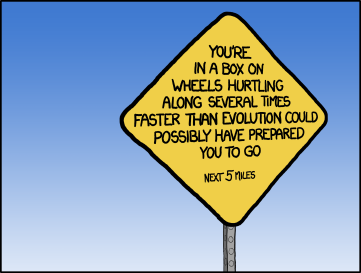 YOU'RE
IN A BOX ON
WHEELS HURTLING
ALONG SEVERAL TIMES
FASTER THAN EVOLUTION COULD
POSSIBLY HAVE PREPARED
YOU TO GO
NEXT 5 MILES